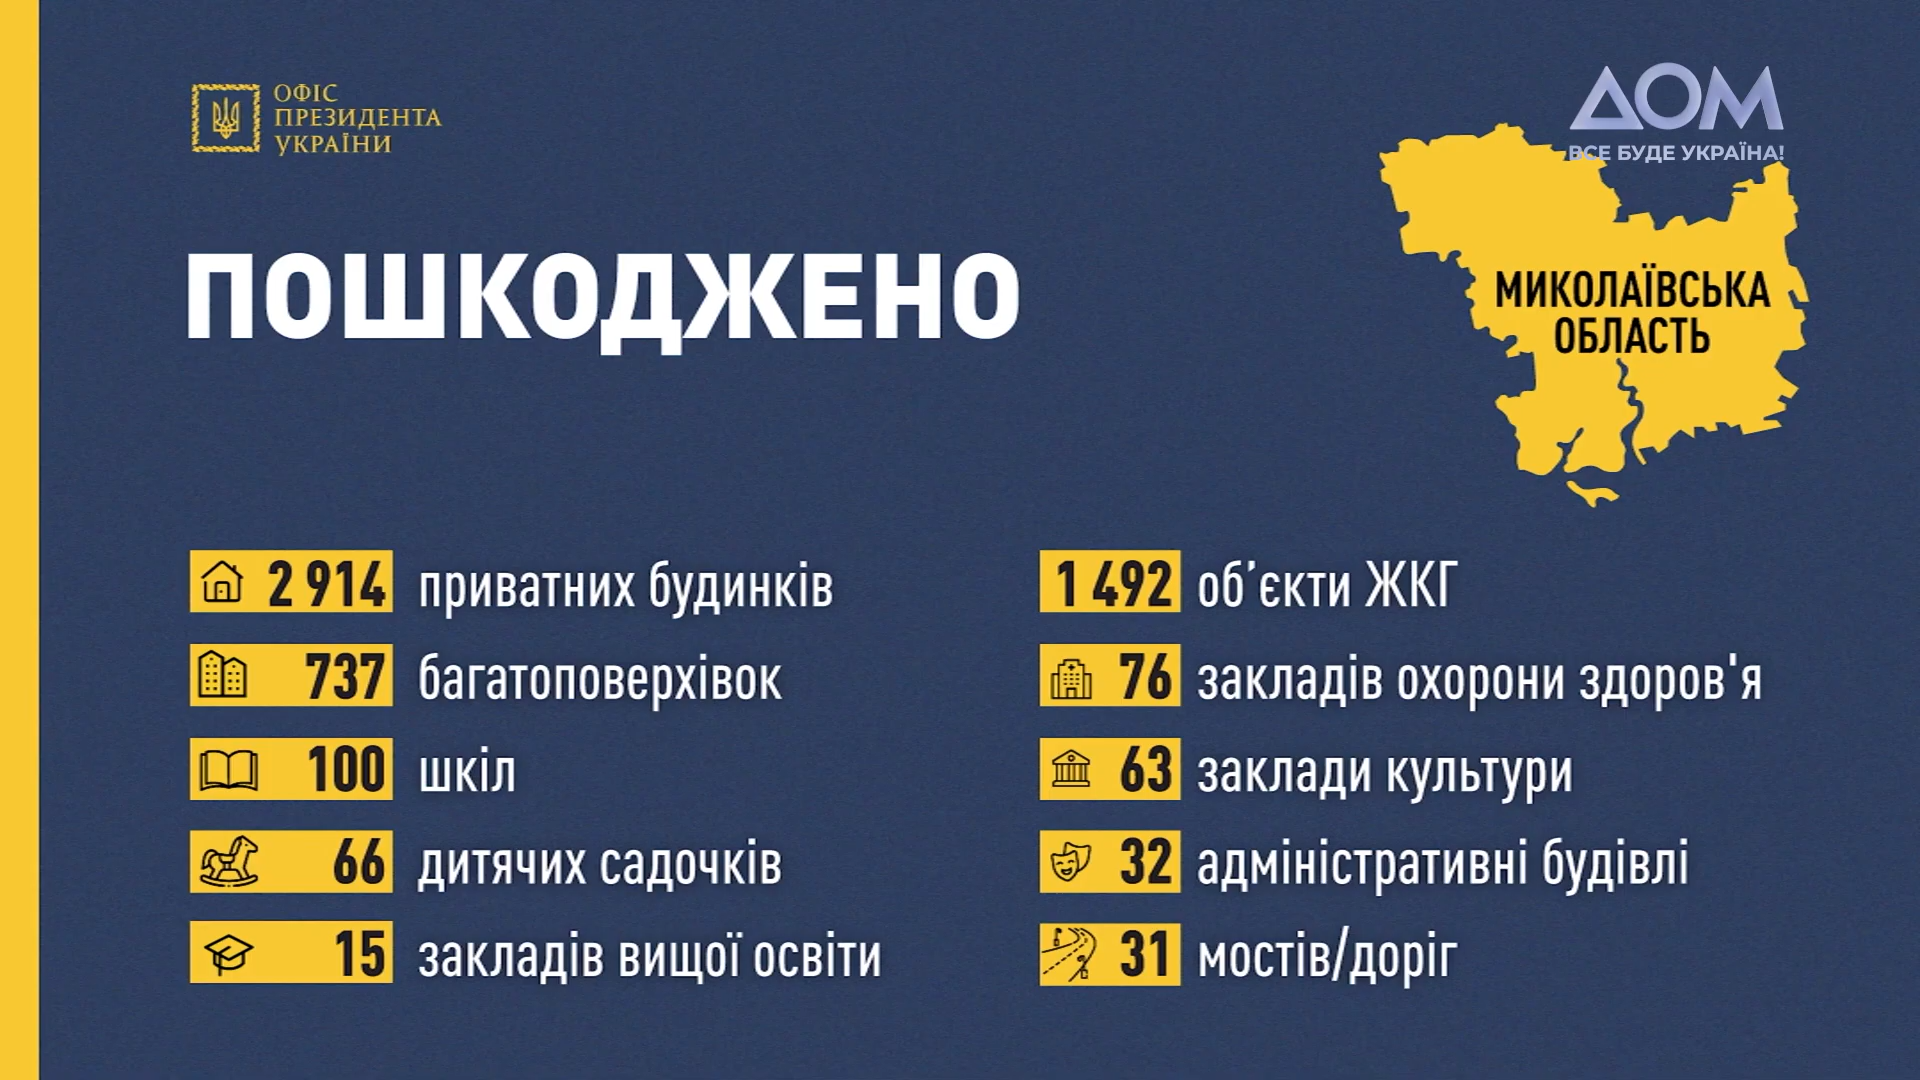 ОФІС
ПРЕЗИДЕНТА
УКРАЇНИ
ДОМ
ВСЕ БУДЕ УКРАЇНА!
ПОШКОДЖЕНО
МИКОЛАЇВСЬКА
ОБЛАСТЬ
2 914 приватних будинків
737 багатоповерхівок
100 шкіл
66 дитячих садочків
15 закладів вищої освіти
1 492 об’єкти ЖКГ
76 закладів охорони здоров'я
63 заклади культури
32 адміністративні будівлі
31 мостів/доріг